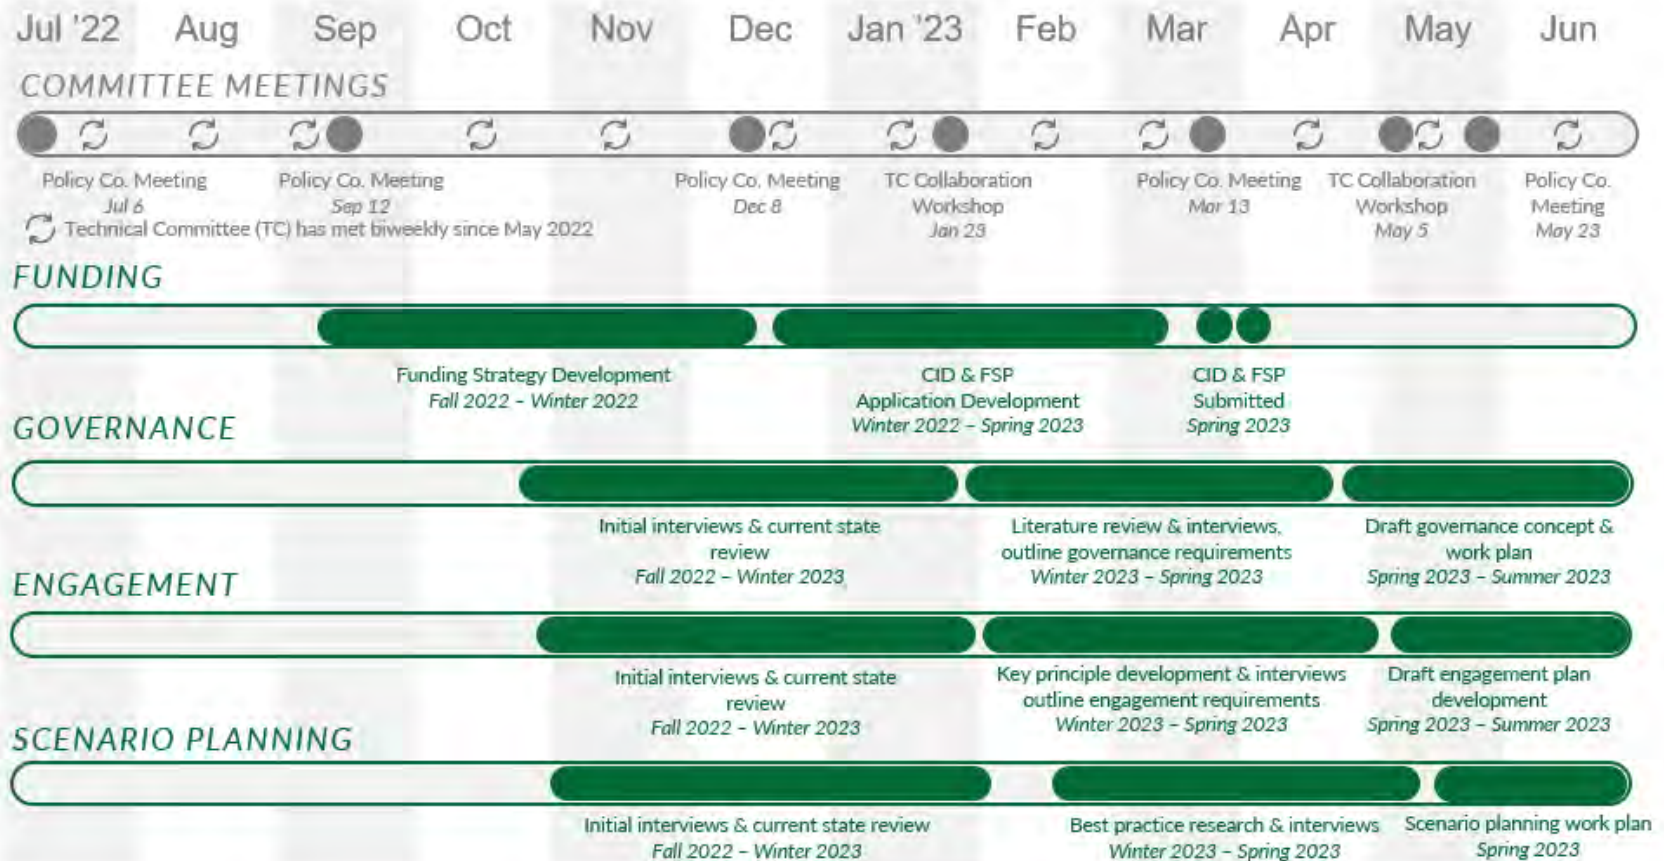 Jul '22 Aug Sep Oct Nov Dec Jan '23 Feb Mar Apr May Jun
COMMITTEE MEETINGS
Policy Co. Meeting
Jul 6
Policy Co. Meeting
Sep 12
Policy Co. Meeting
Dec 8
TC Collaboration
Workshop
Jan 23
Policy Co. Meeting
Mar 13
TC Collaboration
Workshop
May 5
Policy Co.
Meeting
May 23
Technical Committee (TC) has met biweekly since May 2022
FUNDING
Funding Strategy Development
Fall 2022 – Winter 2022
CID & FSP
Application Development
Winter 2022 – Spring 2023
CID & FSP
Submitted
Spring 2023
GOVERNANCE
Initial interviews & current state
review
Fall 2022 – Winter 2023
Literature review & interviews,
outline governance requirements
Winter 2023 – Spring 2023
Draft governance concept &
work plan
Spring 2023 – Summer 2023
ENGAGEMENT
Initial interviews & current state
review
Fall 2022 – Winter 2023
Key principle development & interviews
outline engagement requirements
Winter 2023 – Spring 2023
Draft engagement plan
development
Spring 2023 – Summer 2023
SCENARIO PLANNING
Initial interviews & current state review
Fall 2022 – Winter 2023
Best practice research & interviews
Winter 2023 – Spring 2023
Scenario planning work plan
Spring 2023